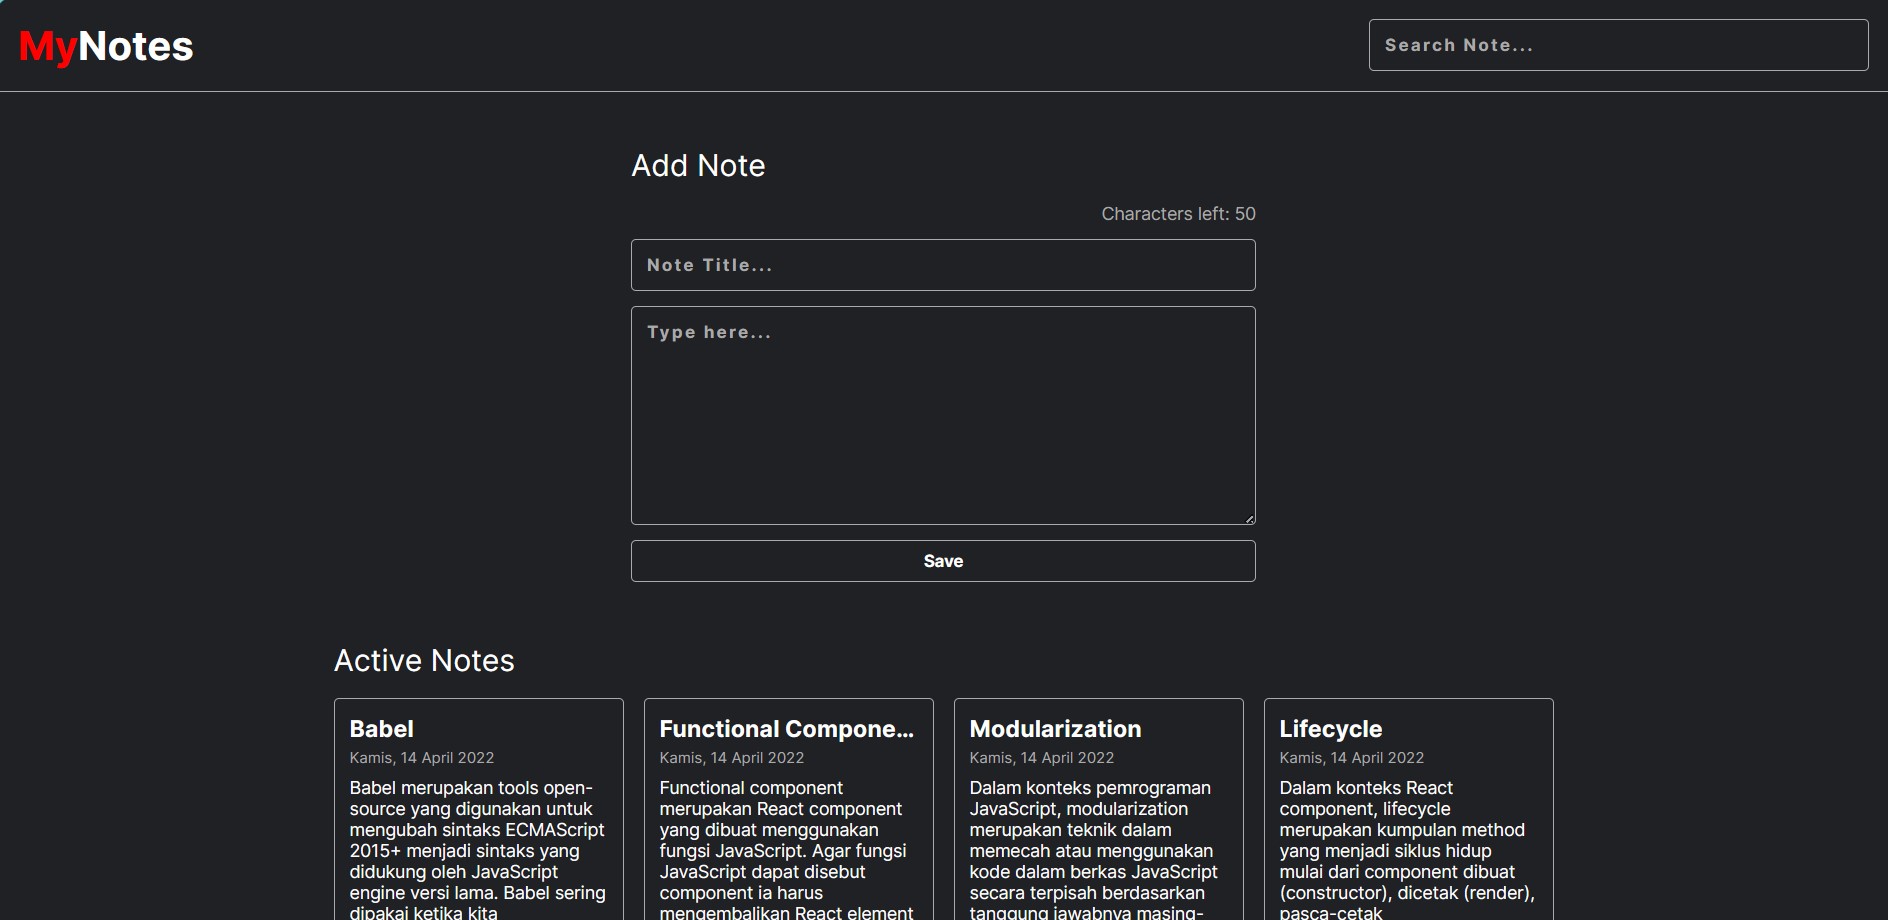 MyNotes
Search Note...
Add Note
Characters left: 50
Note Title...
Type here...
Save
Active Notes
Babel
Kamis, 14 April 2022
Babel merupakan tools open-
source yang digunakan untuk
mengubah sintaks ECMAScript
2015+ menjadi sintaks yang
didukung oleh JavaScript
engine versi lama. Babel sering
dipakai ketika kita
Functional Compone...
Kamis, 14 April 2022
Functional component
merupakan React component
yang dibuat menggunakan
fungsi JavaScript. Agar fungsi
JavaScript dapat disebut
component ia harus
mengembalikan React element
Modularization
Kamis, 14 April 2022
Dalam konteks pemrograman
JavaScript, modularization
merupakan teknik dalam
memecah atau menggunakan
kode dalam berkas JavaScript
secara terpisah berdasarkan
tanggung jawabnya masing-
Lifecycle
Kamis, 14 April 2022
Dalam konteks React
component, lifecycle
merupakan kumpulan method
yang menjadi siklus hidup
mulai dari component dibuat
(constructor), dicetak (render),
pasca-cetak